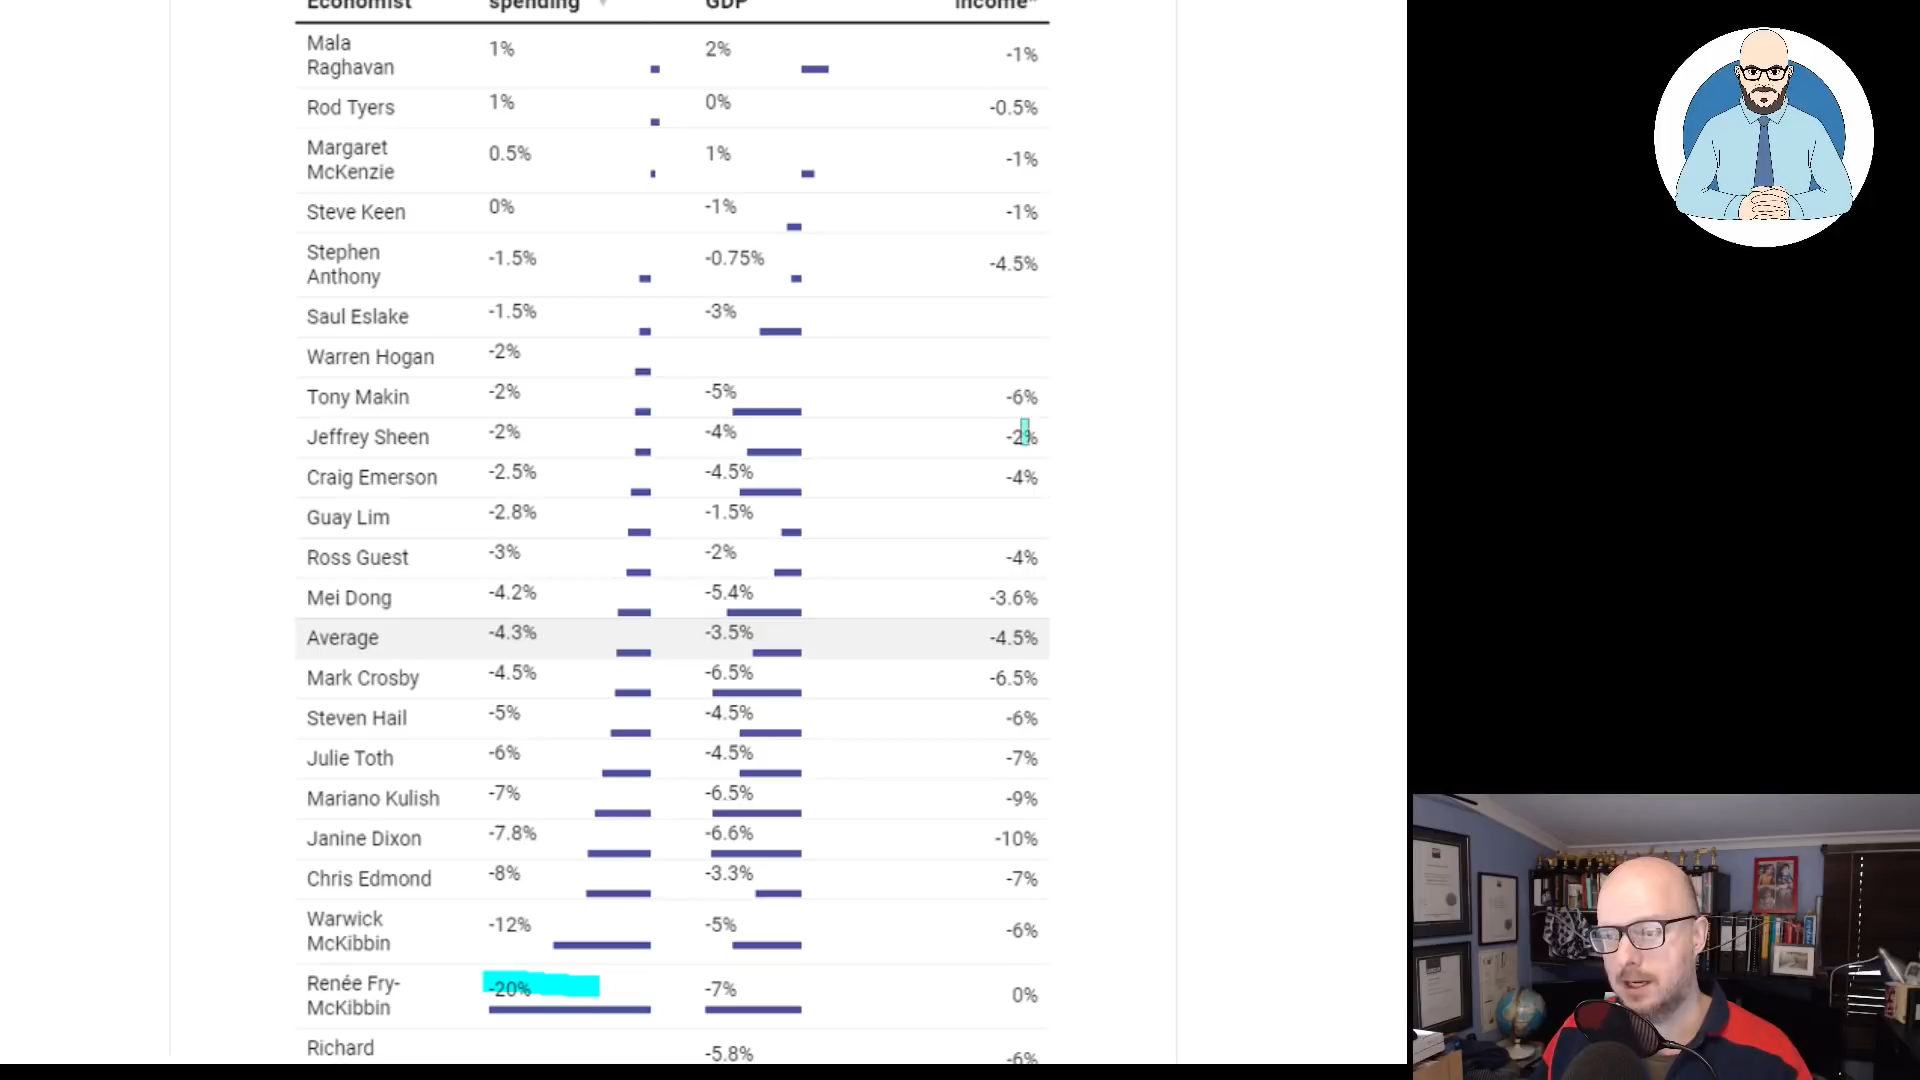 Economist spending GDP income*
Mala
Raghavan 1% 2% -1%
Rod Tyers 1% 0% -0.5%
Margaret
McKenzie 0.5% 1% -1%
Steve Keen 0% -1% -1%
Stephen
Anthony -1.5% -0.75% -4.5%
Saul Eslake -1.5% -3%
Warren Hogan -2%
Tony Makin -2% -5% -6%
Jeffrey Sheen -2% -4% -2%
Craig Emerson -2.5% -4.5% -4%
Guay Lim -2.8% -1.5%
Ross Guest -3% -2% -4%
Mei Dong -4.2% -5.4% -3.6%
Average -4.3% -3.5% -4.5%
Mark Crosby -4.5% -6.5% -6.5%
Steven Hail -5% -4.5% -6%
Julie Toth -6% -4.5% -7%
Mariano Kulish -7% -6.5% -9%
Janine Dixon -7.8% -6.6% -10%
Chris Edmond -8% -3.3% -7%
Warwick
McKibbin -12% -5% -6%
Renée Fry-
McKibbin -20% -7% 0%
Richard -5.8% -6%